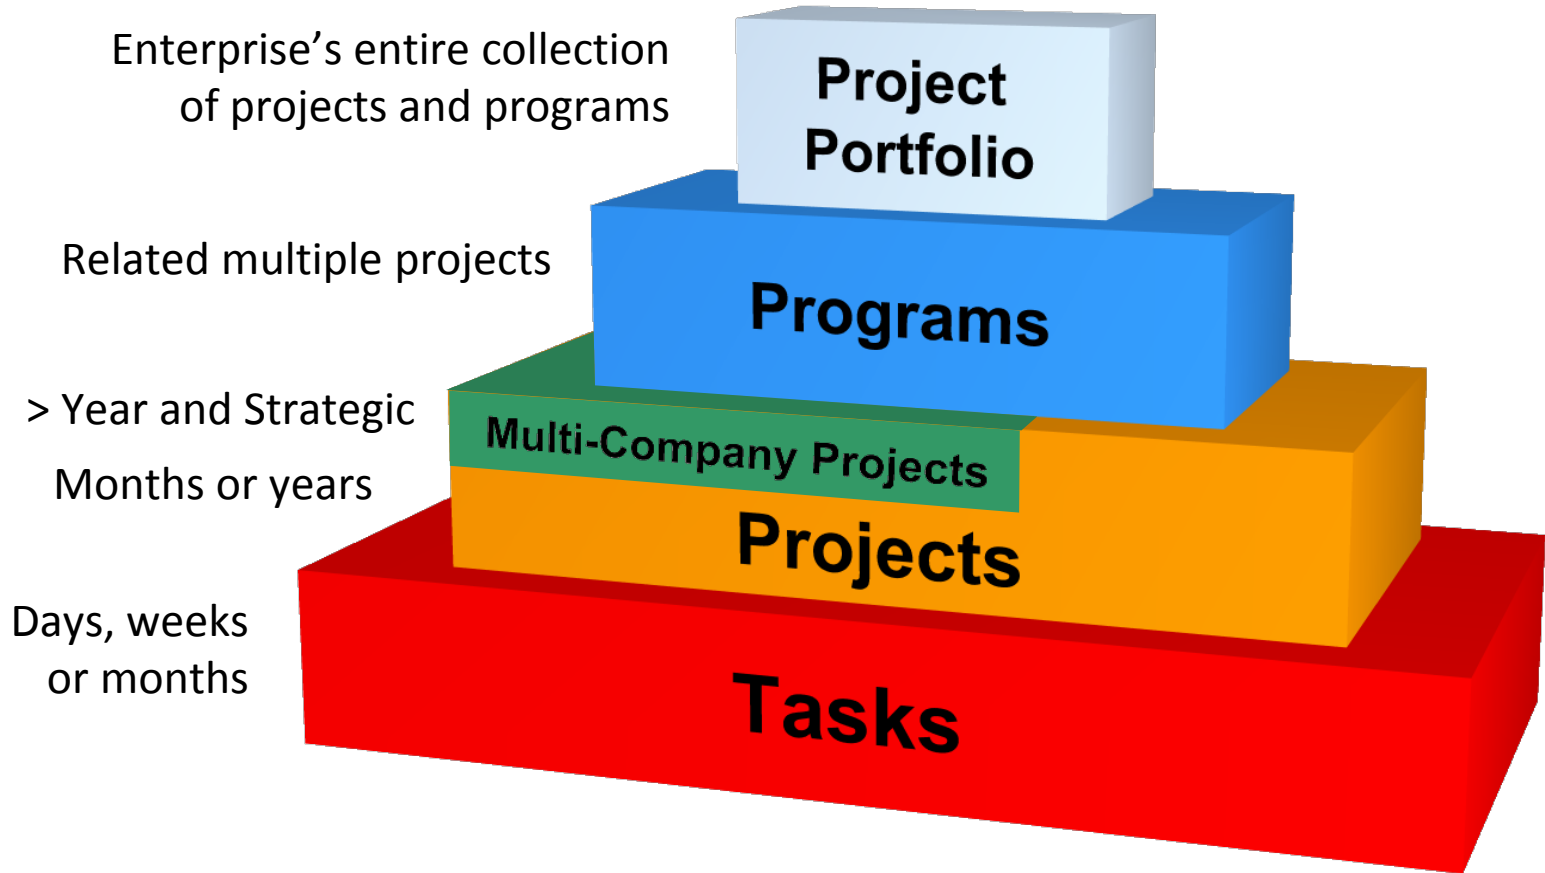 Enterprise’s entire collection
of projects and programs
Project
Portfolio
Related multiple projects
Programs
> Year and Strategic
Multi-Company Projects
Months or years
Projects
Days, weeks
or months
Tasks